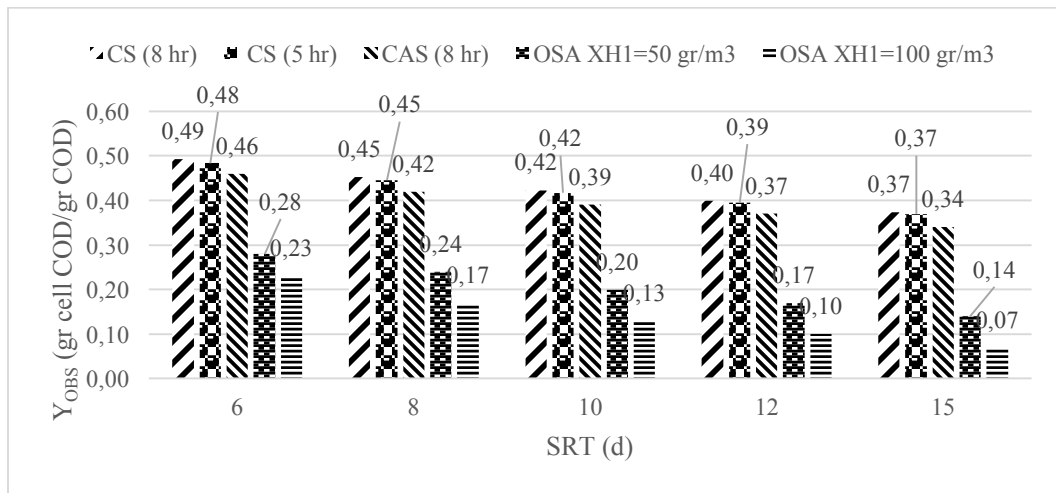 CS (8 hr) CS (5 hr) CAS (8 hr) OSA XH1=50 gr/m3 OSA XH1=100 gr/m3
Y_OBS (gr cell COD/gr COD)
0,60
0,50
0,40
0,30
0,20
0,10
0,00
0,49 0,48 0,46 0,28 0,23
0,45 0,45 0,42 0,24 0,17
0,42 0,42 0,39 0,20 0,13
0,40 0,39 0,37 0,17 0,10
0,37 0,37 0,34 0,14 0,07
6 8 10 12 15
SRT (d)